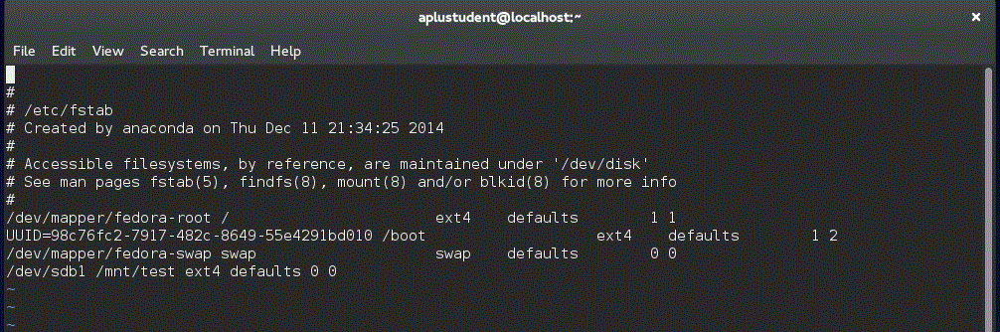 aplustudent@localhost:~ ×
File Edit View Search Terminal Help
#
# /etc/fstab
# Created by anaconda on Thu Dec 11 21:34:25 2014
#
# Accessible filesystems, by reference, are maintained under '/dev/disk'
# See man pages fstab(5), findfs(8), mount(8) and/or blkid(8) for more info
#
/dev/mapper/fedora-root / ext4 defaults 1 1
UUID=98c76fc2-7917-482c-8649-55e4291bd010 /boot ext4 defaults 1 2
/dev/mapper/fedora-swap swap swap defaults 0 0
/dev/sdb1 /mnt/test ext4 defaults 0 0
~
~
~